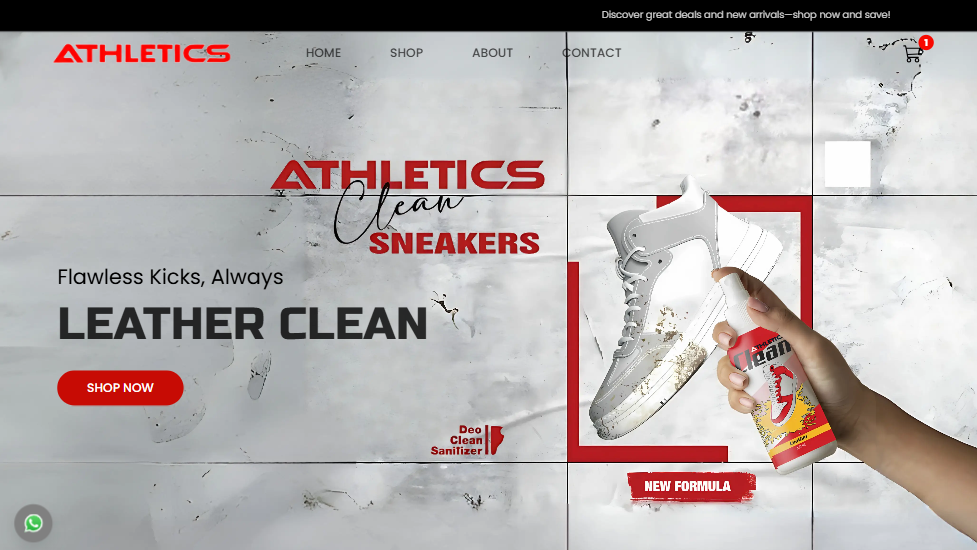 Discover great deals and new arrivals—shop now and save!
ATHLETICS
HOME SHOP ABOUT CONTACT
1
ATHLETICS
Clean
SNEAKERS
Flawless Kicks, Always
LEATHER CLEAN
SHOP NOW
ATHLETICS
Clean
Deo
Clean
Sanitizer
NEW FORMULA